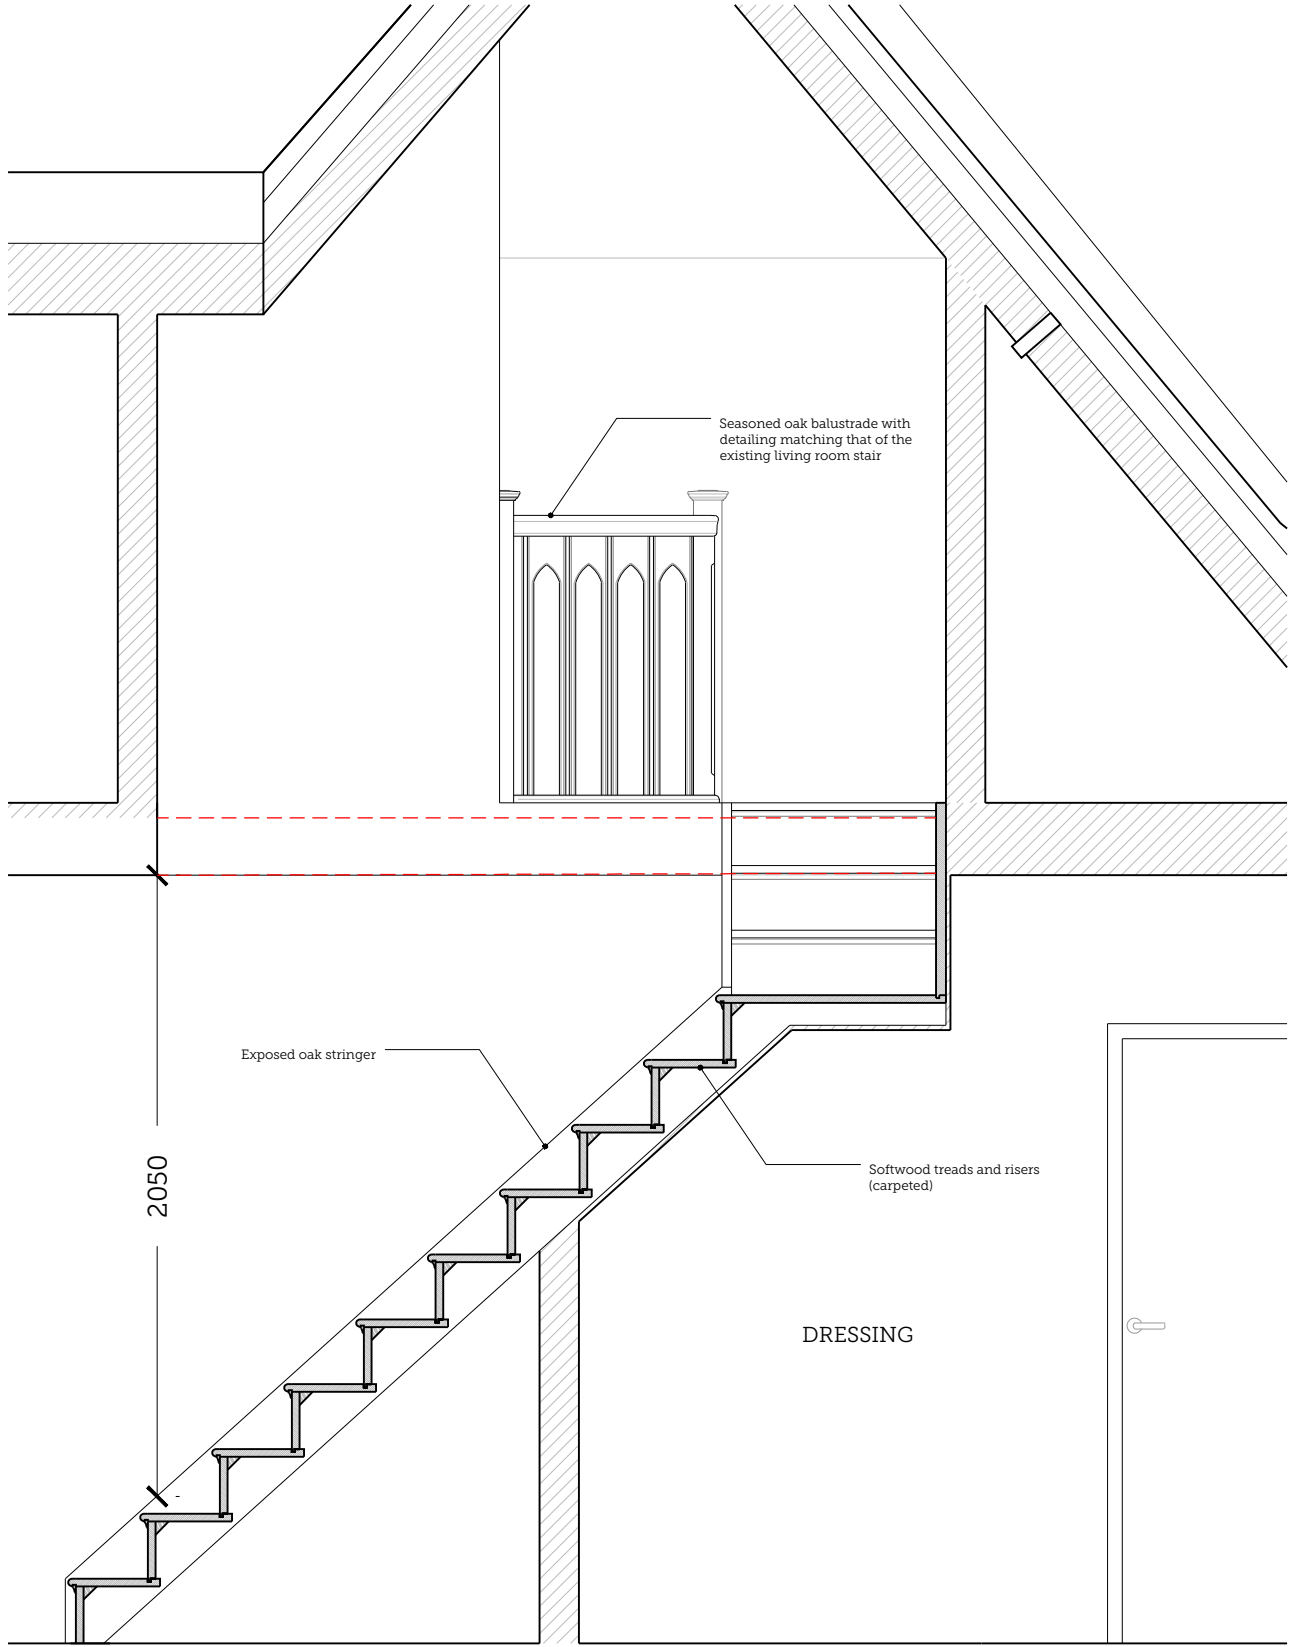 Seasoned oak balustrade with
detailing matching that of the
existing living room stair
Exposed oak stringer
2050
Softwood treads and risers
(carpeted)
DRESSING